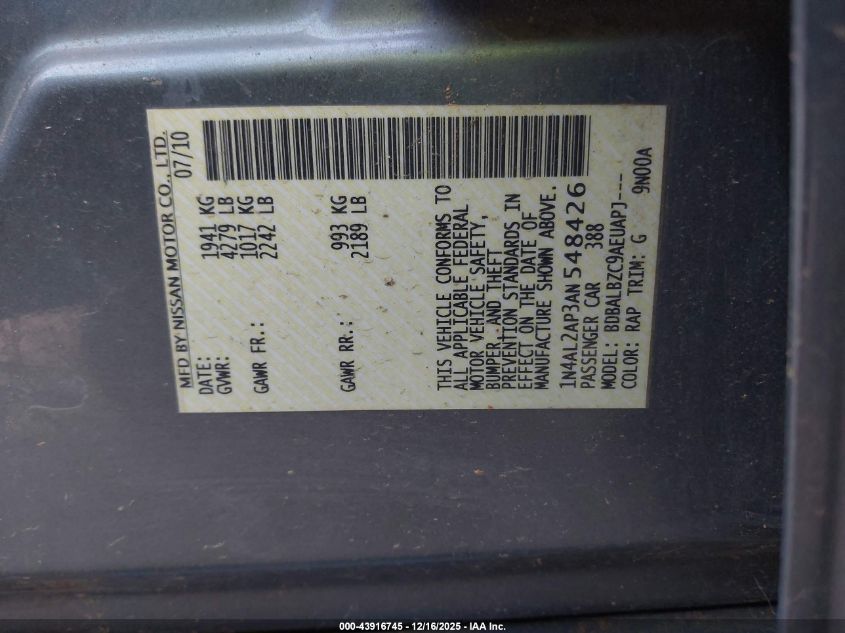 MFD BY NISSAN MOTOR CO., LTD.
DATE: 07/10
GVWR: 1941 KG
4279 LB
GAWR FR.: 1017 KG
2242 LB
GAWR RR.: 993 KG
2189 LB
THIS VEHICLE CONFORMS TO
ALL APPLICABLE FEDERAL
MOTOR VEHICLE SAFETY,
BUMPER, AND THEFT
PREVENTION STANDARDS IN
EFFECT ON THE DATE OF
MANUFACTURE SHOWN ABOVE.
1N4AL2AP3AN548426
PASSENGER CAR 388
MODEL: BDBALBZC9AEUAPJ---
COLOR: RAP TRIM: G 9N00A
000-43916745 - 12/16/2025 - IAA Inc.